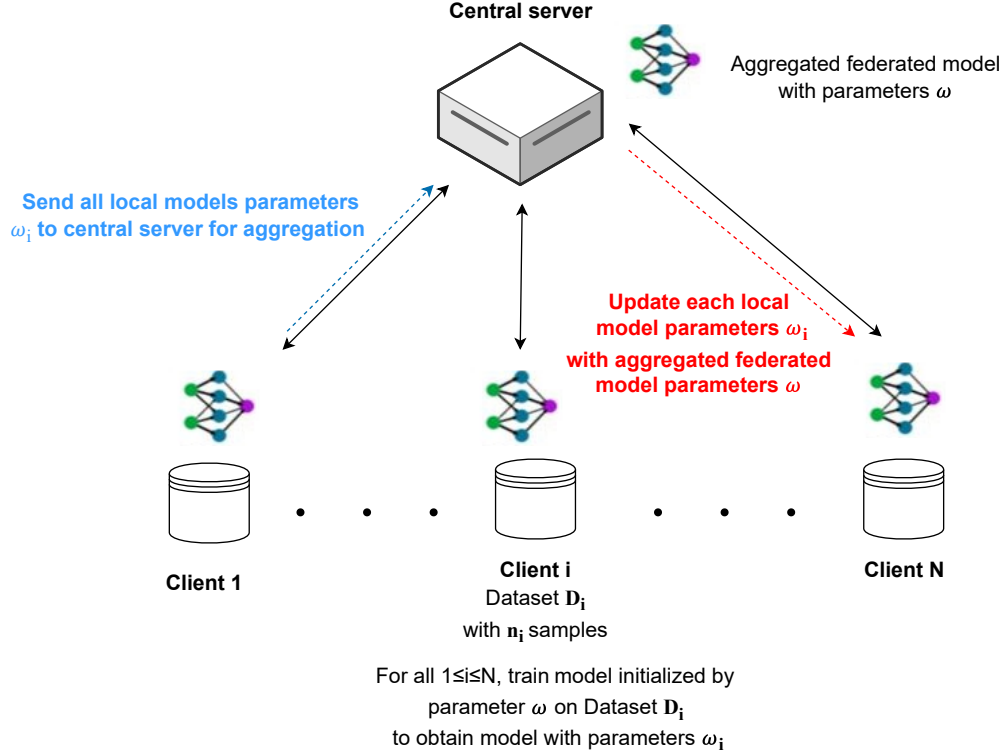 Central server
Aggregated federated model
with parameters ω
Send all local models parameters
ωi to central server for aggregation
Update each local
model parameters ωi
with aggregated federated
model parameters ω
Client 1
Client i
Client N
Dataset Di
with ni samples
For all 1≤i≤N, train model initialized by
parameter ω on Dataset Di
to obtain model with parameters ωi